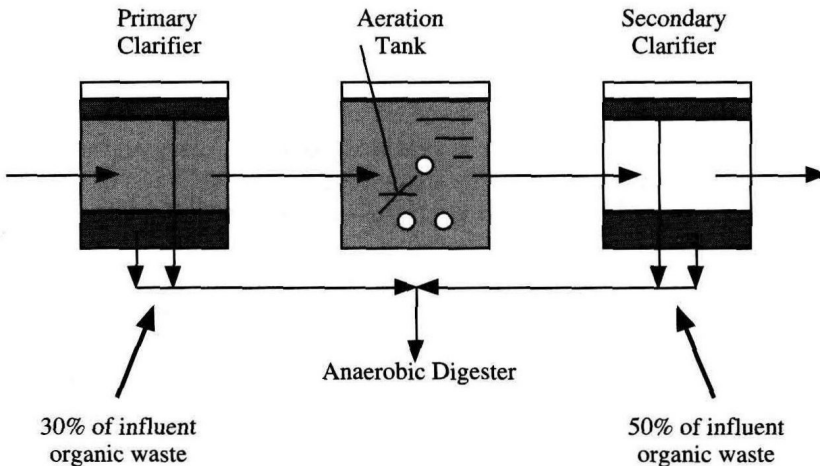 Primary
Clarifier
Aeration
Tank
Secondary
Clarifier
Anaerobic Digester
30% of influent
organic waste
50% of influent
organic waste